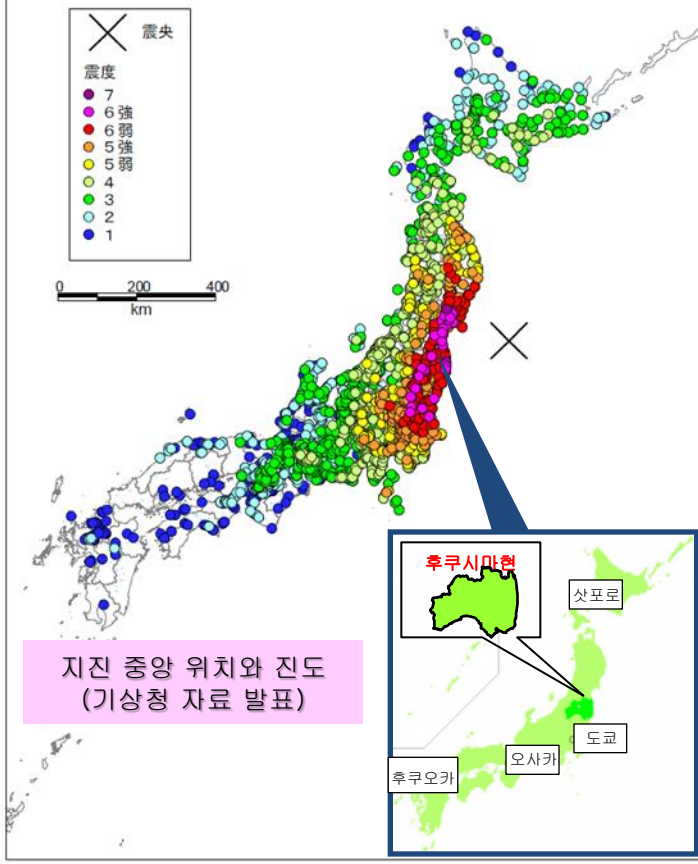 震央
震度
7
6強
6弱
5強
5弱
4
3
2
1
0 200 400
km
후쿠시마현
삿포로
지진 중앙 위치와 진도
(기상청 자료 발표)
도쿄
오사카
후쿠오카